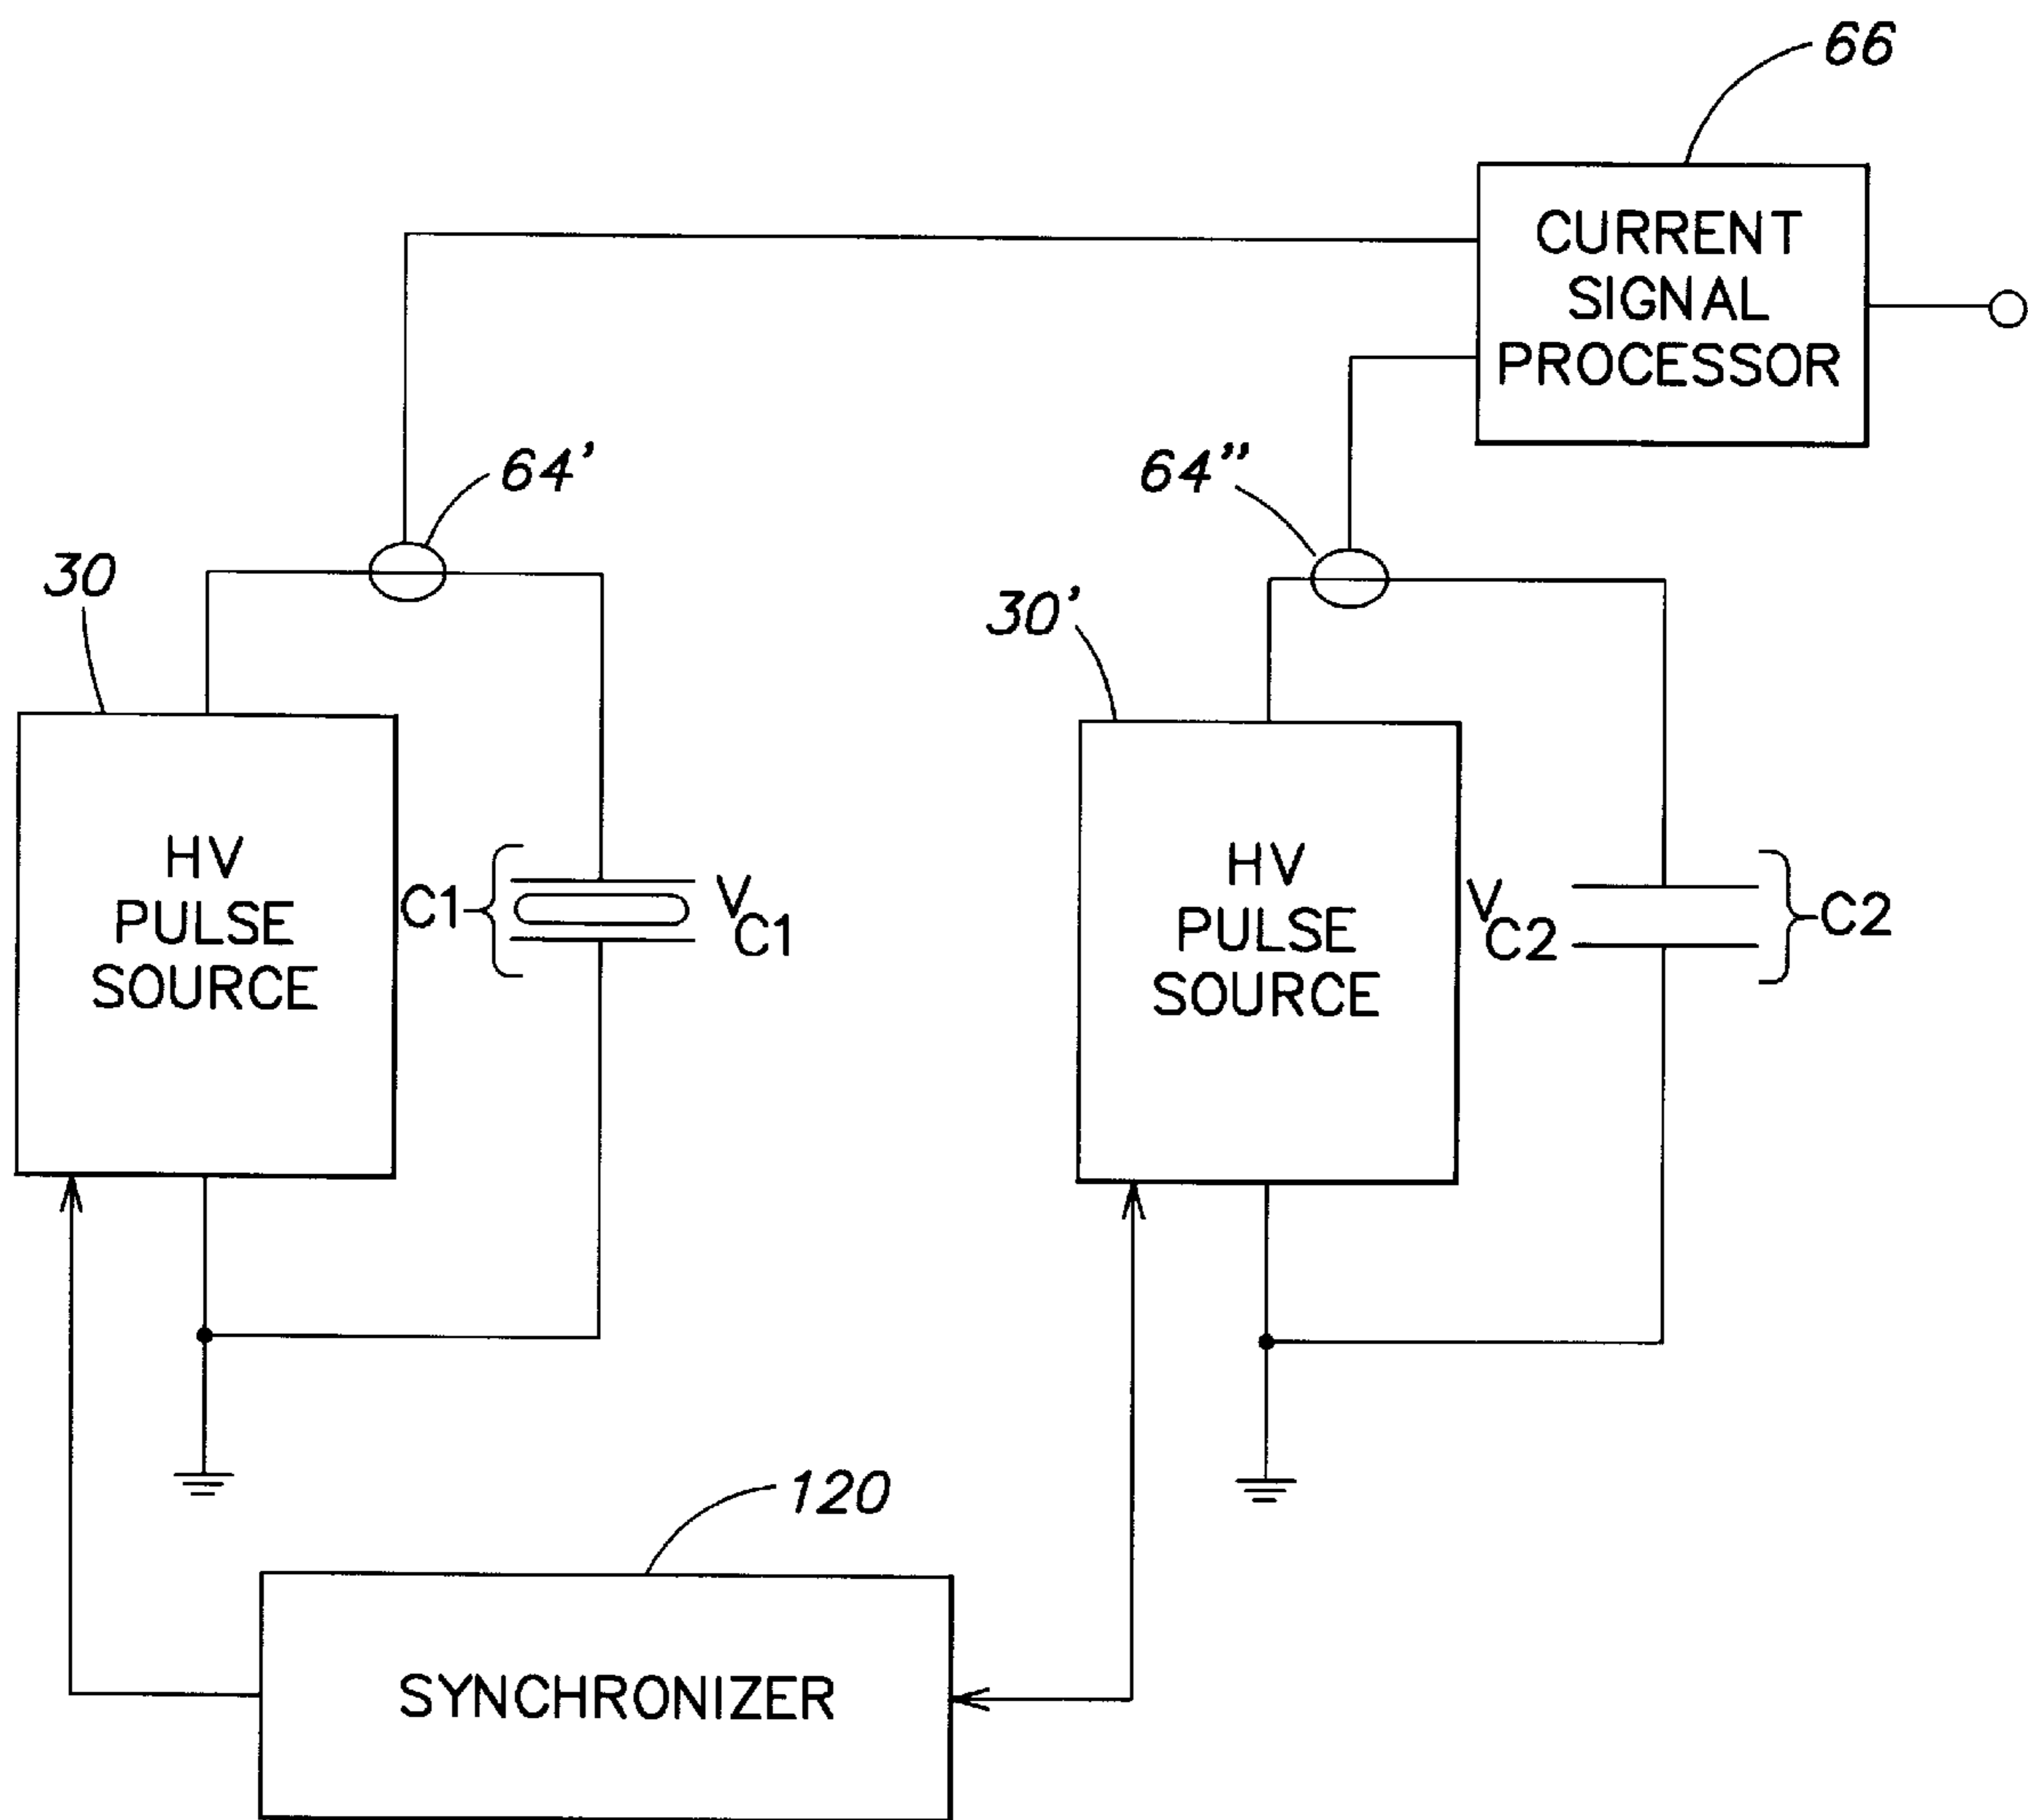 66
CURRENT
SIGNAL
PROCESSOR
64'
64"
30
30'
HV
PULSE
SOURCE
C1
VC1
HV
PULSE
SOURCE
VC2
C2
120
SYNCHRONIZER